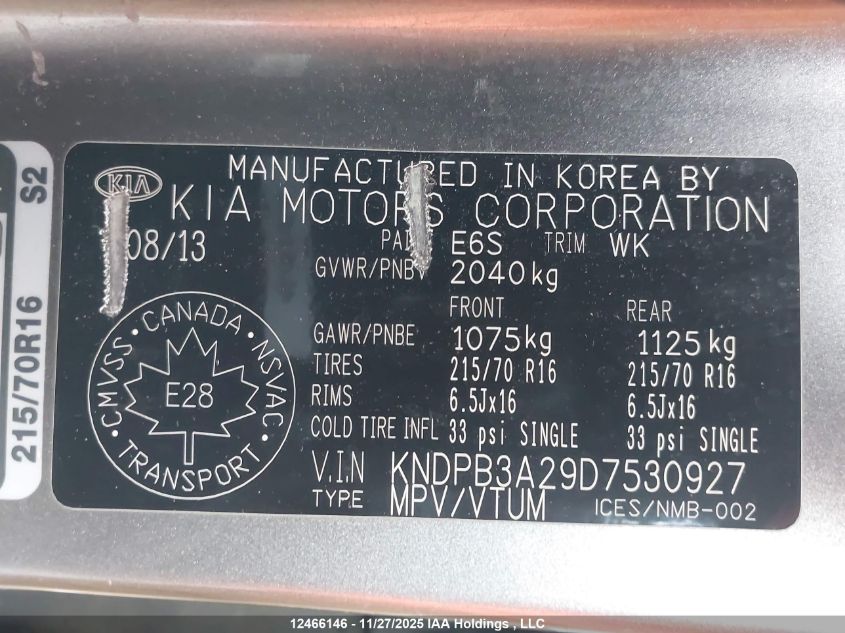 KIA
MANUFACTURED IN KOREA BY
KIA MOTORS CORPORATION
08/13
PAINT E6S TRIM WK
GVWR/PNBV 2040kg
FRONT REAR
GAWR/PNBE 1075kg 1125kg
TIRES 215/70 R16 215/70 R16
RIMS 6.5Jx16 6.5Jx16
COLD TIRE INFL 33 psi SINGLE 33 psi SINGLE
V.I.N KNDPB3A29D7530927
TYPE MPV/VTUM ICES/NMB-002
CANADA
CMVSS • NSVAC
E28
TRANSPORT
215/70R16 S2
12466146 - 11/27/2025 IAA Holdings , LLC